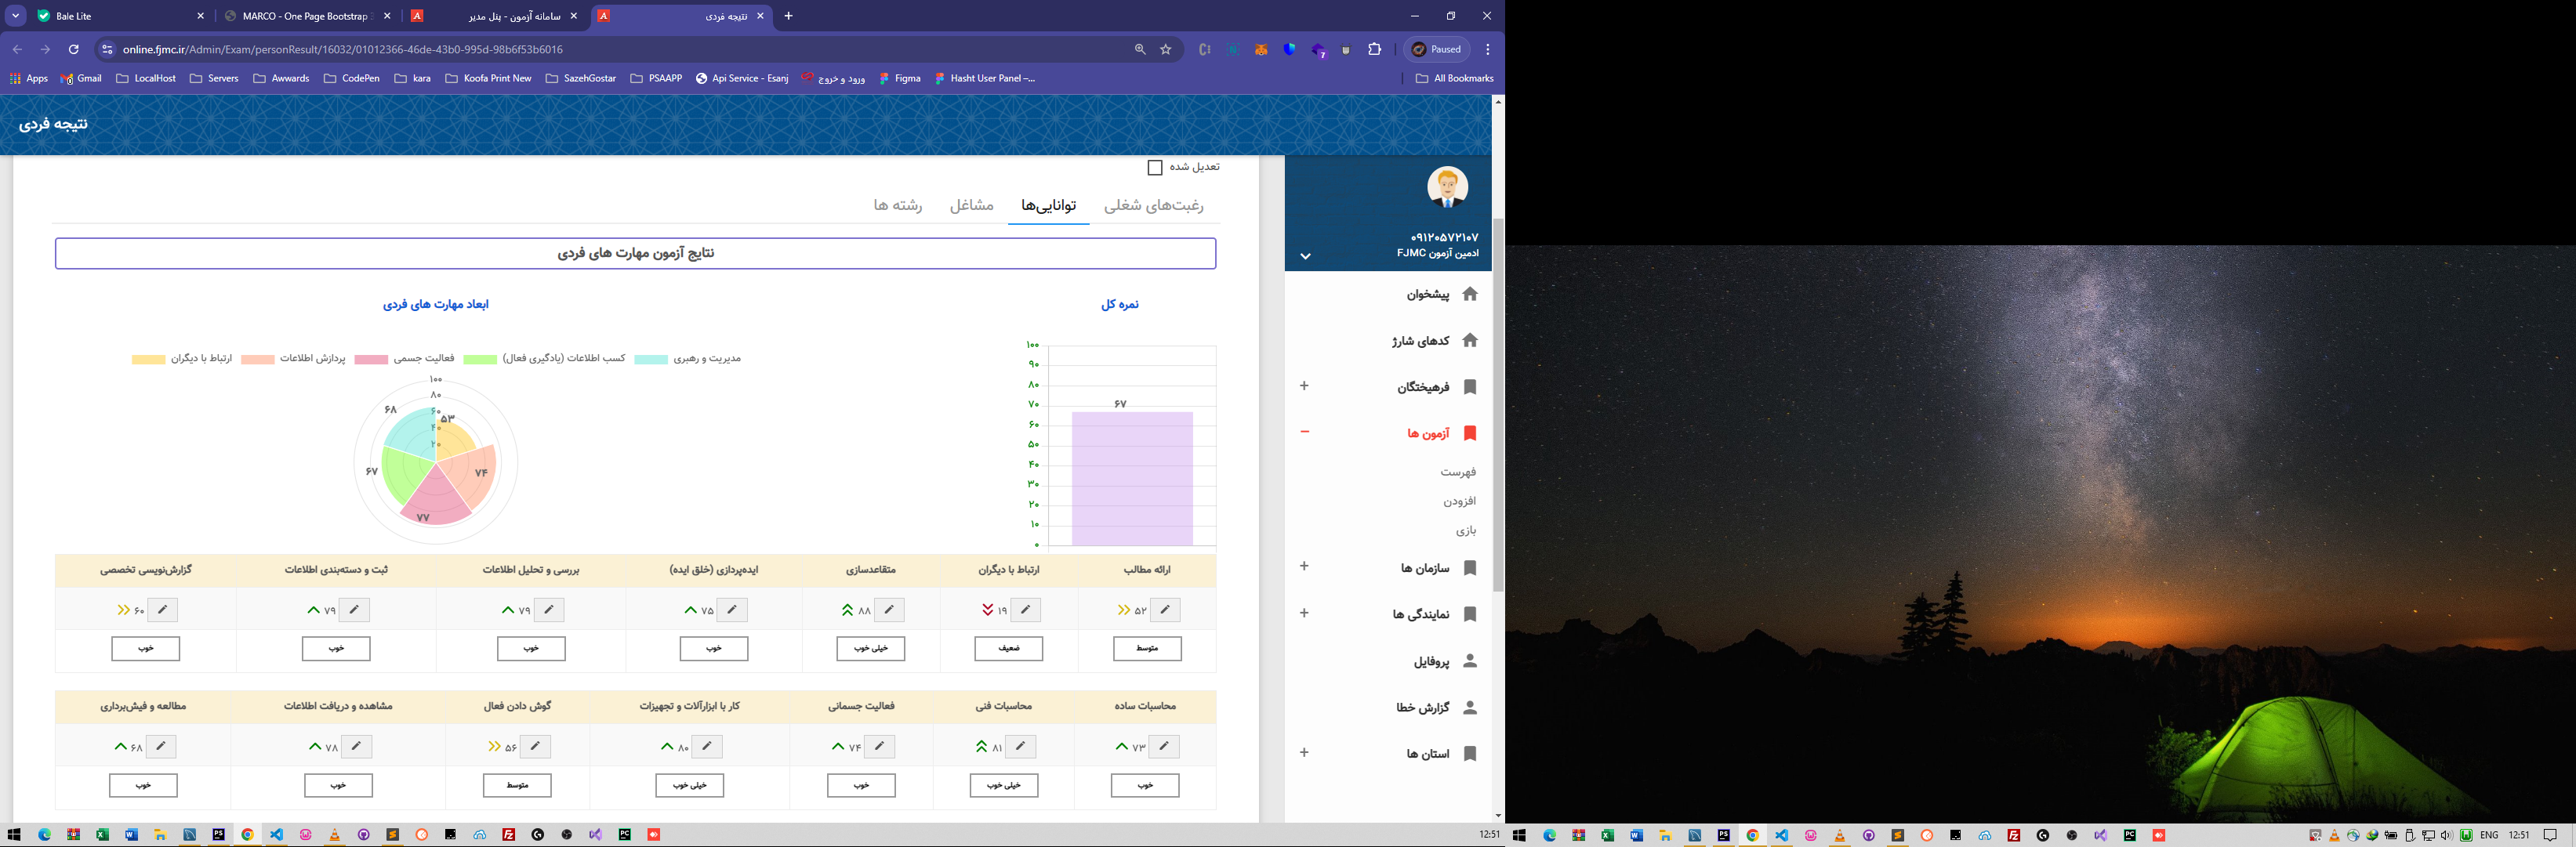 Bale Lite
MARCO - One Page Bootstrap
سامانه آزمون - پنل مدیر
نتیجه فردی
online.fjmc.ir/Admin/Exam/personResult/16032/01012366-46de-43b0-995d-98b6f53b6016
7
Paused
Apps
Gmail
LocalHost
Servers
Awwards
CodePen
kara
Koofa Print New
SazehGostar
PSAAPP
Api Service - Esanj
ورود و خروج
Figma
Hasht User Panel –...
All Bookmarks
نتیجه فردی
۰۹۱۲۰۵۷۲۱۰۷
ادمین آزمون FJMC
پیشخوان
کدهای شارژ
فرهیختگان
آزمون ها
فهرست
افزودن
بازی
سازمان ها
نمایندگی ها
پروفایل
گزارش خطا
استان ها
تعدیل شده
رغبت‌های شغلی توانایی‌ها مشاغل رشته ها
نتایج آزمون مهارت های فردی
نمره کل
۱۰۰
۹۰
۸۰
۷۰
۶۰
۵۰
۴۰
۳۰
۲۰
۱۰
۰
۶۷
ابعاد مهارت های فردی
مدیریت و رهبری کسب اطلاعات (یادگیری فعال) فعالیت جسمی پردازش اطلاعات ارتباط با دیگران
۱۰۰
۸۰
۶۰
۴۰
۲۰
۵۳
۷۴
۷۷
۶۷
۶۸
ارائه مطالب ارتباط با دیگران متقاعدسازی ایده‌پردازی (خلق ایده) بررسی و تحلیل اطلاعات ثبت و دسته‌بندی اطلاعات گزارش‌نویسی تخصصی
۵۲ ۱۹ ۸۸ ۷۵ ۷۹ ۷۹ ۶۰
متوسط ضعیف خیلی خوب خوب خوب خوب خوب
محاسبات ساده محاسبات فنی فعالیت جسمانی کار با ابزارآلات و تجهیزات گوش دادن فعال مشاهده و دریافت اطلاعات مطالعه و فیش‌برداری
۷۳ ۸۱ ۷۴ ۸۰ ۵۶ ۷۸ ۶۸
خوب خیلی خوب خوب خیلی خوب متوسط خوب خوب
12:51
ENG 12:51